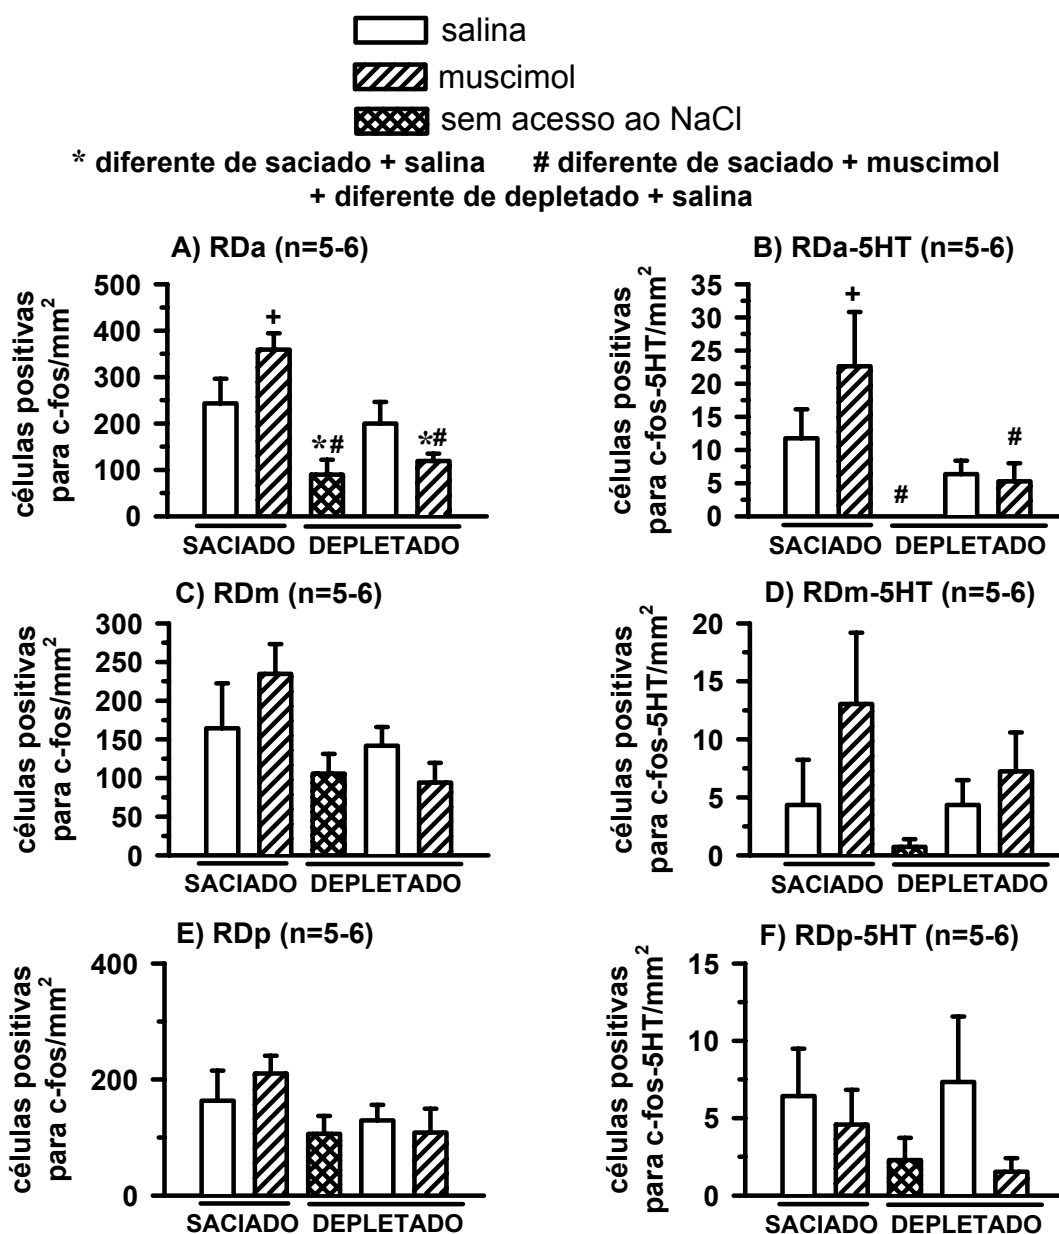 salina
muscimol
sem acesso ao NaCl
* diferente de saciado + salina # diferente de saciado + muscimol
+ diferente de depletado + salina
A) RDa (n=5-6)
células positivas
para c-fos/mm²
500
400
300
200
100
0
+
*#
*#
SACIADO DEPLETADO
B) RDa-5HT (n=5-6)
células positivas
para c-fos-5HT/mm²
35
30
25
20
15
10
5
0
+
#
#
SACIADO DEPLETADO
C) RDm (n=5-6)
células positivas
para c-fos/mm²
300
250
200
150
100
50
0
SACIADO DEPLETADO
D) RDm-5HT (n=5-6)
células positivas
para c-fos-5HT/mm²
20
15
10
5
0
SACIADO DEPLETADO
E) RDp (n=5-6)
células positivas
para c-fos/mm²
400
200
0
SACIADO DEPLETADO
F) RDp-5HT (n=5-6)
células positivas
para c-fos-5HT/mm²
15
10
5
0
SACIADO DEPLETADO